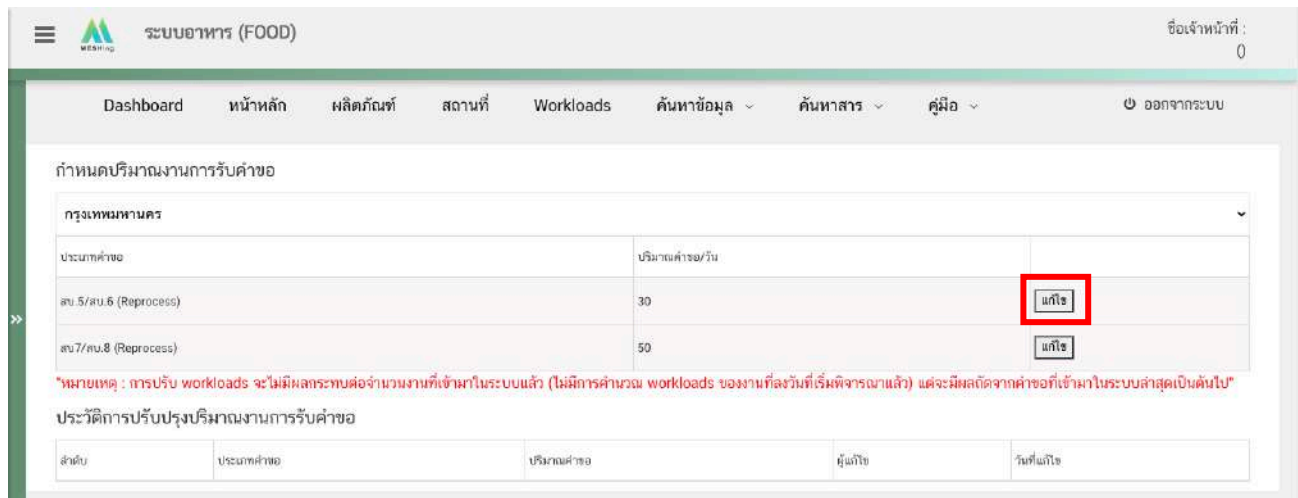 ระบบอาหาร (FOOD)
ชื่อเจ้าหน้าที่ :
()
Dashboard หน้าหลัก ผลิตภัณฑ์ สถานที่ Workloads ค้นหาข้อมูล ค้นหาสาร คู่มือ ออกจากระบบ
กำหนดปริมาณงานการรับคำขอ
กรุงเทพมหานคร
ประเภทคำขอ ปริมาณคำขอ/วัน
สบ.5/สบ.6 (Reprocess) 30 แก้ไข
สบ7/สบ.8 (Reprocess) 50 แก้ไข
"หมายเหตุ : การปรับ workloads จะไม่มีผลกระทบต่อจำนวนงานที่เข้ามาในระบบแล้ว (ไม่มีการคำนวณ workloads ของงานที่ลงวันที่เริ่มพิจารณาแล้ว) แต่จะมีผลถัดจากคำขอที่เข้ามาในระบบล่าสุดเป็นต้นไป"
ประวัติการปรับปรุงปริมาณงานการรับคำขอ
ลำดับ ประเภทคำขอ ปริมาณคำขอ ผู้แก้ไข วันที่แก้ไข